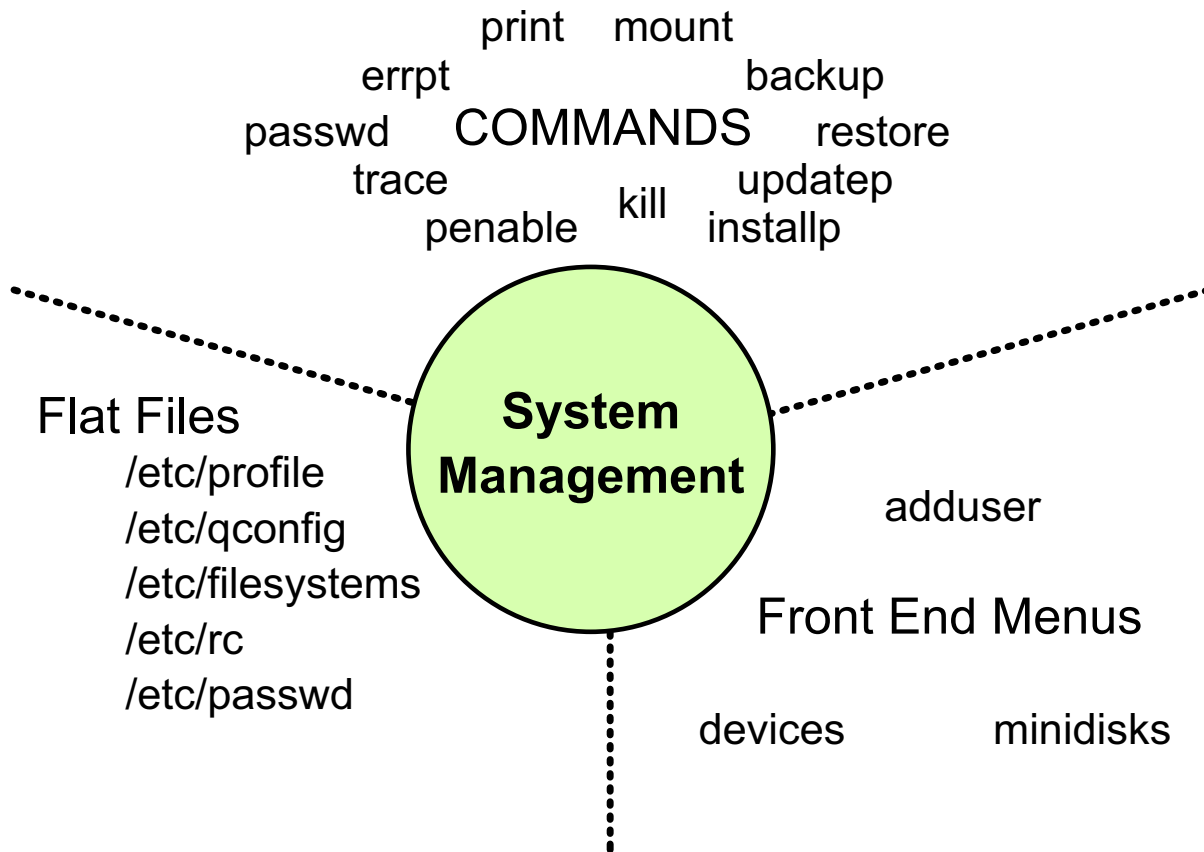 print mount
errpt backup
passwd COMMANDS restore
trace updatep
penable kill installp
System
Management
Flat Files
/etc/profile
/etc/qconfig
/etc/filesystems
/etc/rc
/etc/passwd
adduser
Front End Menus
devices minidisks